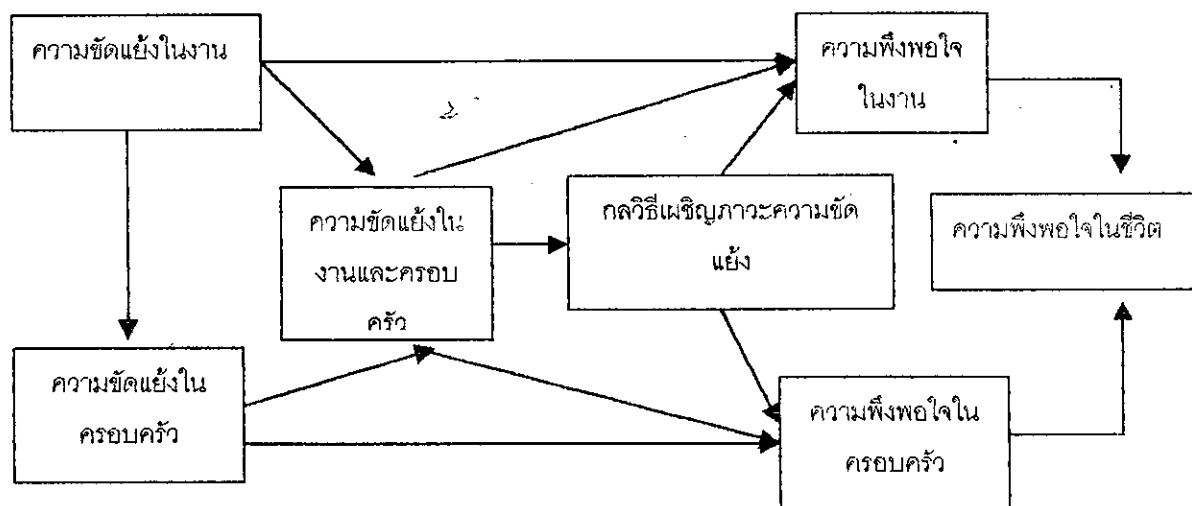 ความขัดแย้งในงาน
ความพึงพอใจ
ในงาน
ความขัดแย้งใน
งานและครอบ
ครัว
กลวิธีเผชิญภาวะความขัด
แย้ง
ความพึงพอใจในชีวิต
ความขัดแย้งใน
ครอบครัว
ความพึงพอใจใน
ครอบครัว